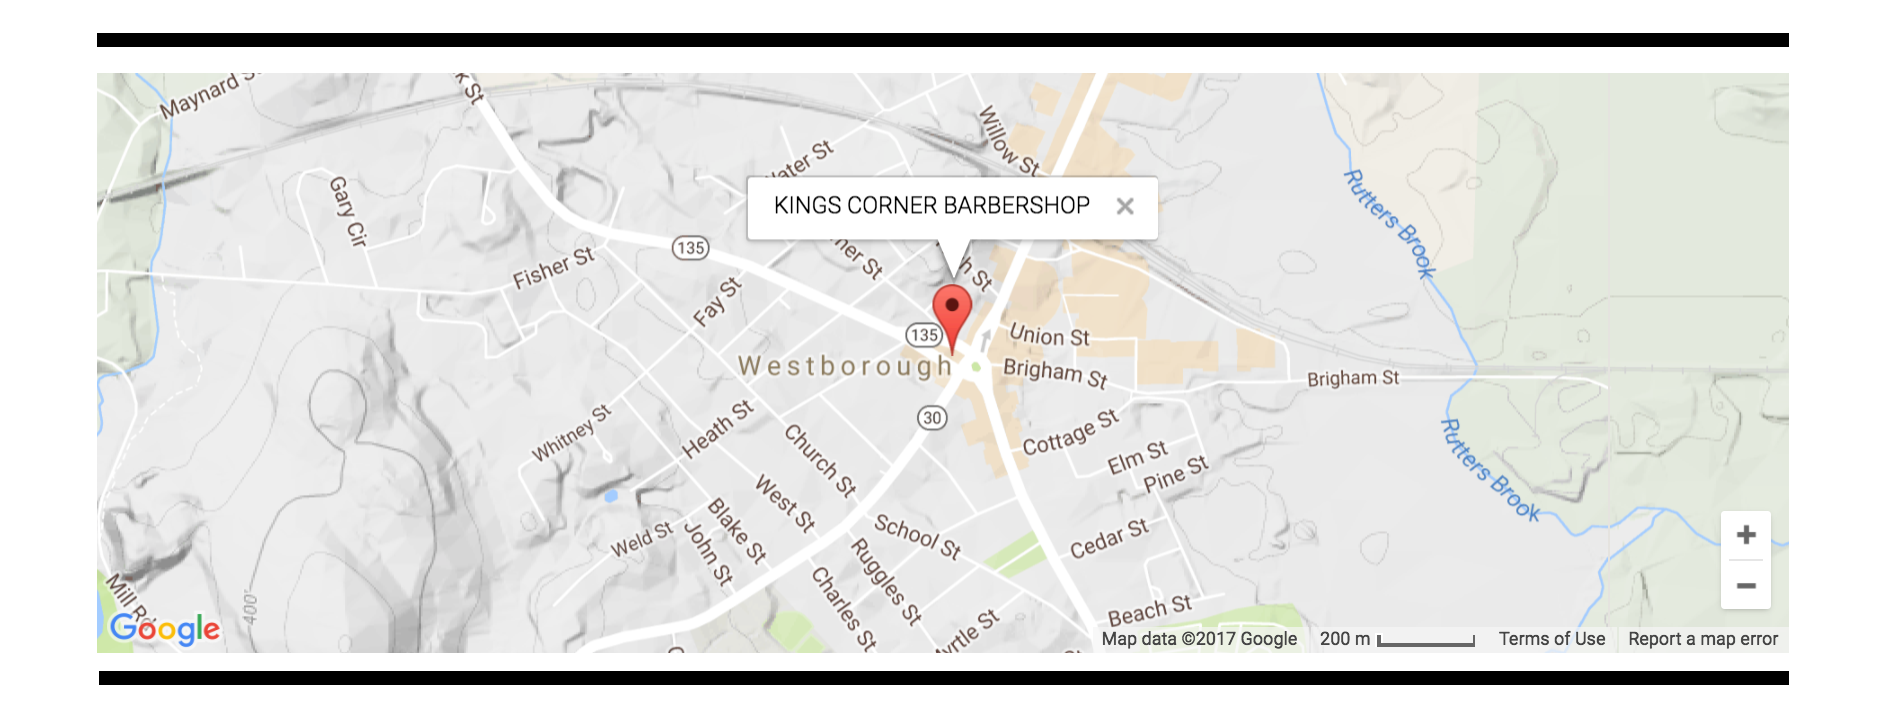 Maynard S
k St
Willow St
ater St
Gary Cir
KINGS CORNER BARBERSHOP
Rutters Brook
135
ner St
Fisher St
h St
Fay St
135
Union St
Westborough
Brigham St
Brigham St
30
Whitney St
Heath St
Church St
Cottage St
Elm St
Pine St
Rutters Brook
West St
Blake St
John St
Weld St
School St
Cedar St
Ruggles St
Charles St
Mill Rd
400'
Beach St
yrtle St
Google
Map data ©2017 Google
200 m
Terms of Use
Report a map error